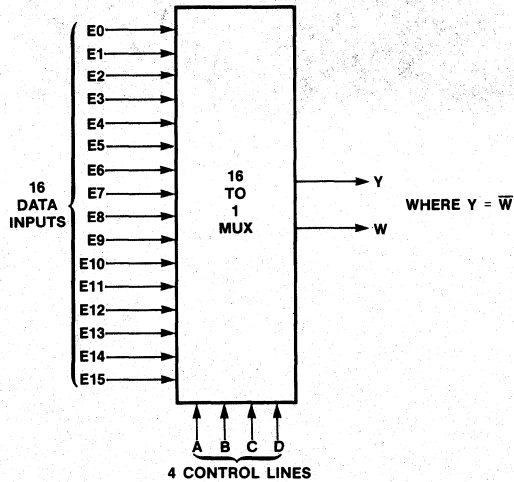 E0
E1
E2
E3
E4
E5
E6
E7
E8
E9
E10
E11
E12
E13
E14
E15
16
DATA
INPUTS
16
TO
1
MUX
Y
W
WHERE Y = W̅
A B C D
4 CONTROL LINES